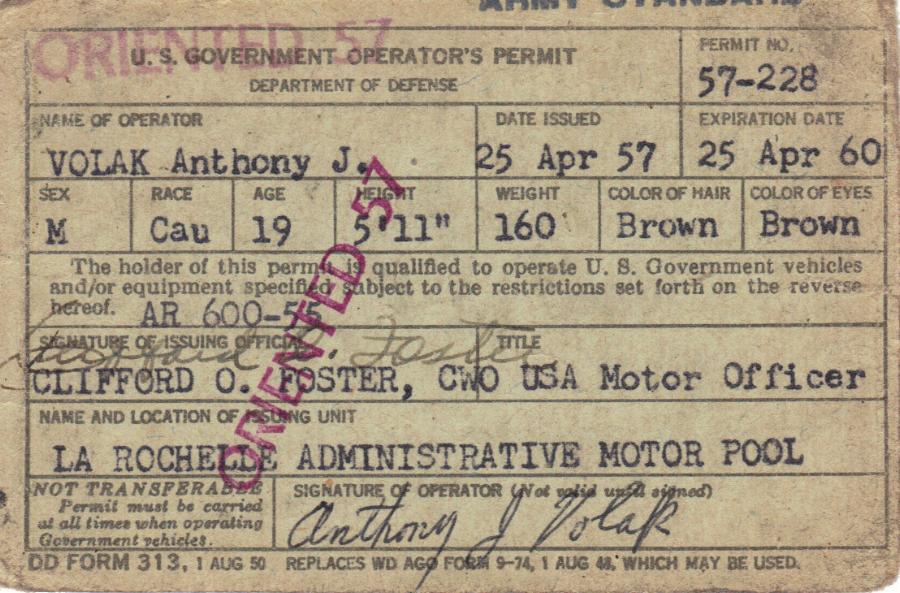 ARMY STANDARD
ORIENTED 57
U. S. GOVERNMENT OPERATOR'S PERMIT
DEPARTMENT OF DEFENSE
PERMIT NO.
57-228
NAME OF OPERATOR
VOLAK Anthony J.
DATE ISSUED
25 Apr 57
EXPIRATION DATE
25 Apr 60
SEX
M
RACE
Cau
AGE
19
HEIGHT
5'11"
WEIGHT
160
COLOR OF HAIR
Brown
COLOR OF EYES
Brown
The holder of this permit is qualified to operate U. S. Government vehicles
and/or equipment specified subject to the restrictions set forth on the reverse
hereof. AR 600-55
ORIENTED 57
Clifford O. Foster
SIGNATURE OF ISSUING OFFICIAL
TITLE
CLIFFORD O. FOSTER, CWO USA Motor Officer
NAME AND LOCATION OF ISSUING UNIT
LA ROCHELLE ADMINISTRATIVE MOTOR POOL
NOT TRANSFERABLE
Permit must be carried
at all times when operating
Government vehicles.
SIGNATURE OF OPERATOR (Not valid until signed)
Anthony J Volak
DD FORM 313, 1 AUG 50 REPLACES WD AGO FORM 9-74, 1 AUG 48, WHICH MAY BE USED.